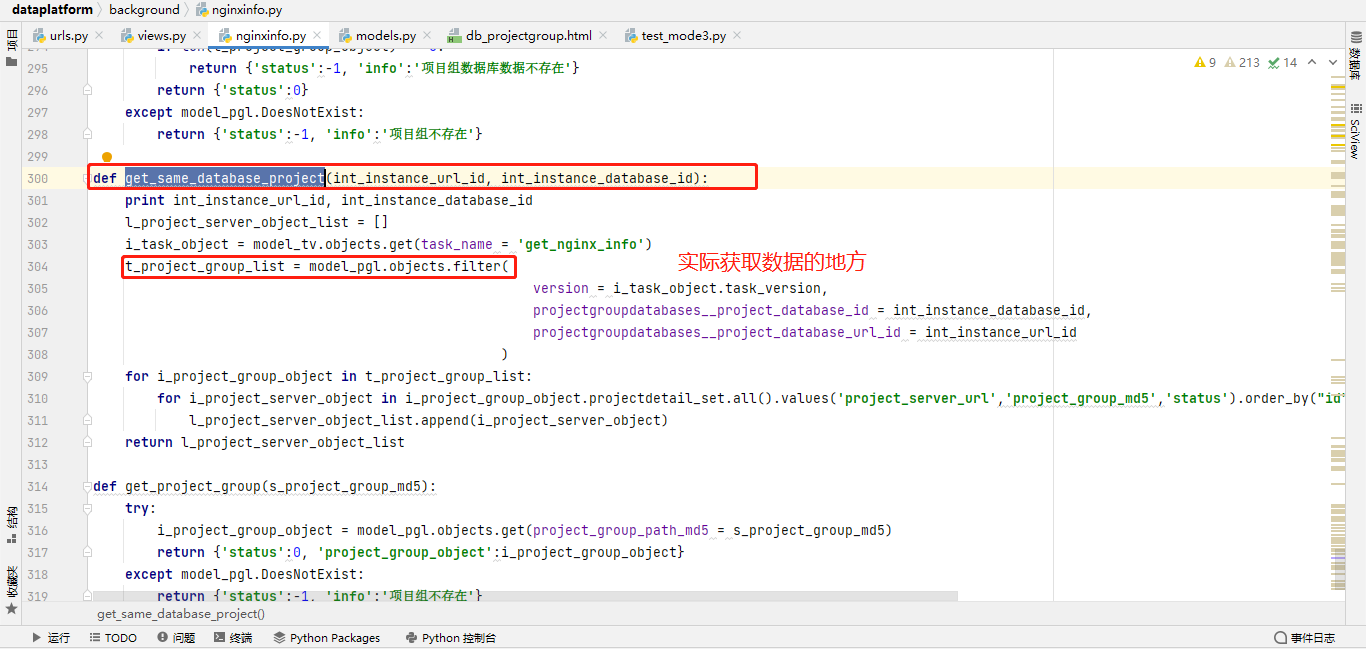 dataplatform 〉 background 〉 nginxinfo.py
项目
urls.py × views.py × nginxinfo.py × models.py × db_projectgroup.html × test_mode3.py ×
9 213 14
数据库
SciView
295 return {'status':-1, 'info':'项目组数据库数据不存在'}
296 return {'status':0}
297 except model_pgl.DoesNotExist:
298 return {'status':-1, 'info':'项目组不存在'}
299
300 def get_same_database_project(int_instance_url_id, int_instance_database_id):
301 print int_instance_url_id, int_instance_database_id
302 l_project_server_object_list = []
303 i_task_object = model_tv.objects.get(task_name = 'get_nginx_info')
304 t_project_group_list = model_pgl.objects.filter(
实际获取数据的地方
305 version = i_task_object.task_version,
306 projectgroupdatabases__project_database_id = int_instance_database_id,
307 projectgroupdatabases__project_database_url_id = int_instance_url_id
308 )
309 for i_project_group_object in t_project_group_list:
310 for i_project_server_object in i_project_group_object.projectdetail_set.all().values('project_server_url','project_group_md5','status').order_by("id"
311 l_project_server_object_list.append(i_project_server_object)
312 return l_project_server_object_list
313
314 def get_project_group(s_project_group_md5):
315 try:
316 i_project_group_object = model_pgl.objects.get(project_group_path_md5 = s_project_group_md5)
317 return {'status':0, 'project_group_object':i_project_group_object}
318 except model_pgl.DoesNotExist:
319 return {'status':-1, 'info':'项目组不存在'}
结构
收藏夹
get_same_database_project()
运行 TODO 问题 终端 Python Packages Python 控制台 事件日志